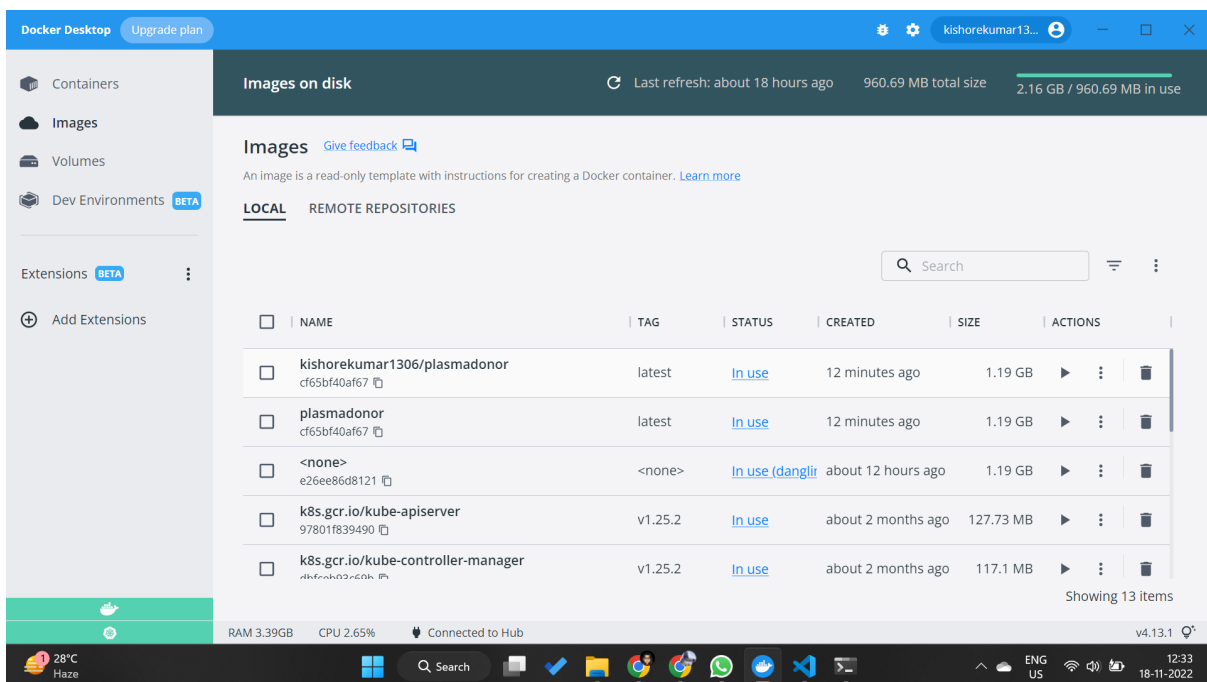 Docker Desktop Upgrade plan kishorekumar13...
Containers
Images
Volumes
Dev Environments BETA
Extensions BETA
Add Extensions
Images on disk Last refresh: about 18 hours ago 960.69 MB total size 2.16 GB / 960.69 MB in use
Images Give feedback
An image is a read-only template with instructions for creating a Docker container. Learn more
LOCAL REMOTE REPOSITORIES
Search
NAME TAG STATUS CREATED SIZE ACTIONS
kishorekumar1306/plasmadonor latest In use 12 minutes ago 1.19 GB
cf65bf40af67
plasmadonor latest In use 12 minutes ago 1.19 GB
cf65bf40af67
<none> <none> In use (danglin about 12 hours ago 1.19 GB
e26ee86d8121
k8s.gcr.io/kube-apiserver v1.25.2 In use about 2 months ago 127.73 MB
97801f839490
k8s.gcr.io/kube-controller-manager v1.25.2 In use about 2 months ago 117.1 MB
Showing 13 items
RAM 3.39GB CPU 2.65% Connected to Hub v4.13.1
1 28°C
Haze
Search
ENG
US
12:33
18-11-2022